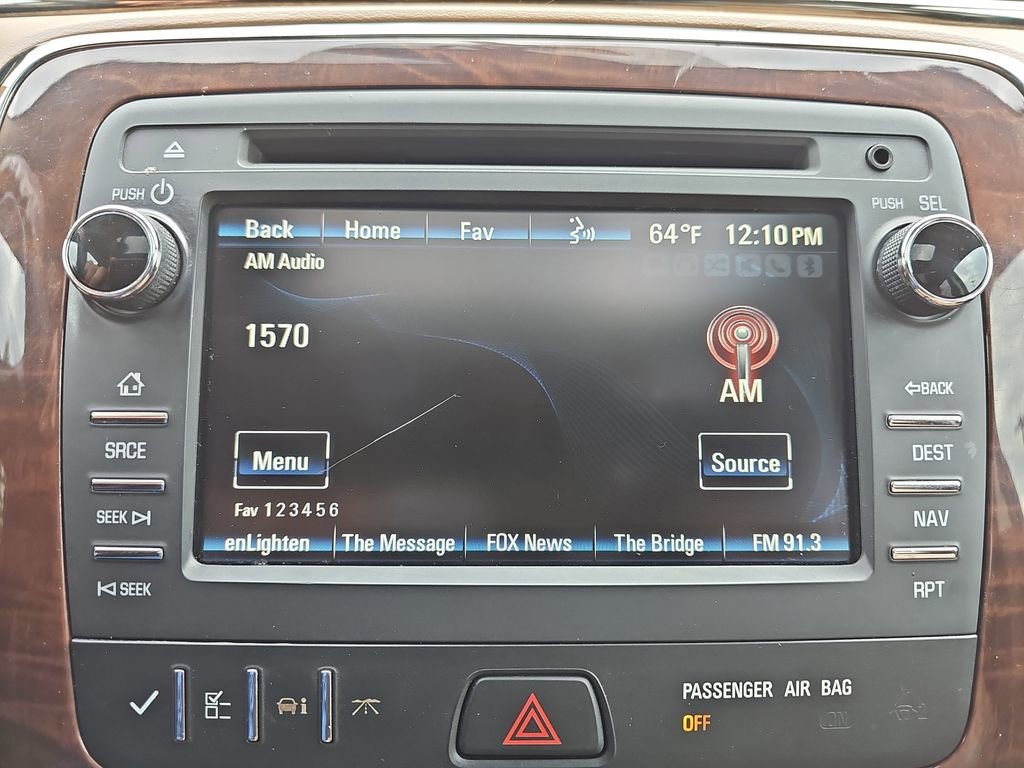 PUSH
PUSH SEL
Back Home Fav 64°F 12:10 PM
AM Audio
1570
AM
BACK
SRCE
DEST
Menu
Source
SEEK
NAV
Fav 1 2 3 4 5 6
enLighten The Message FOX News The Bridge FM 91.3
SEEK
RPT
PASSENGER AIR BAG
OFF ON